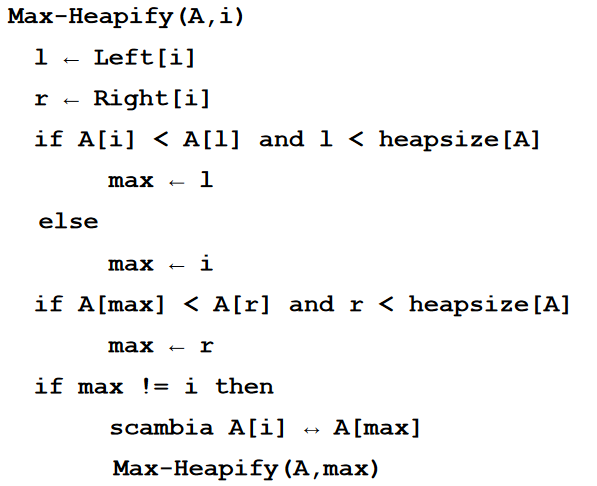 Max-Heapify(A,i)
l ← Left[i]
r ← Right[i]
if A[i] < A[l] and l < heapsize[A]
max ← l
else
max ← i
if A[max] < A[r] and r < heapsize[A]
max ← r
if max != i then
scambia A[i] ↔ A[max]
Max-Heapify(A,max)